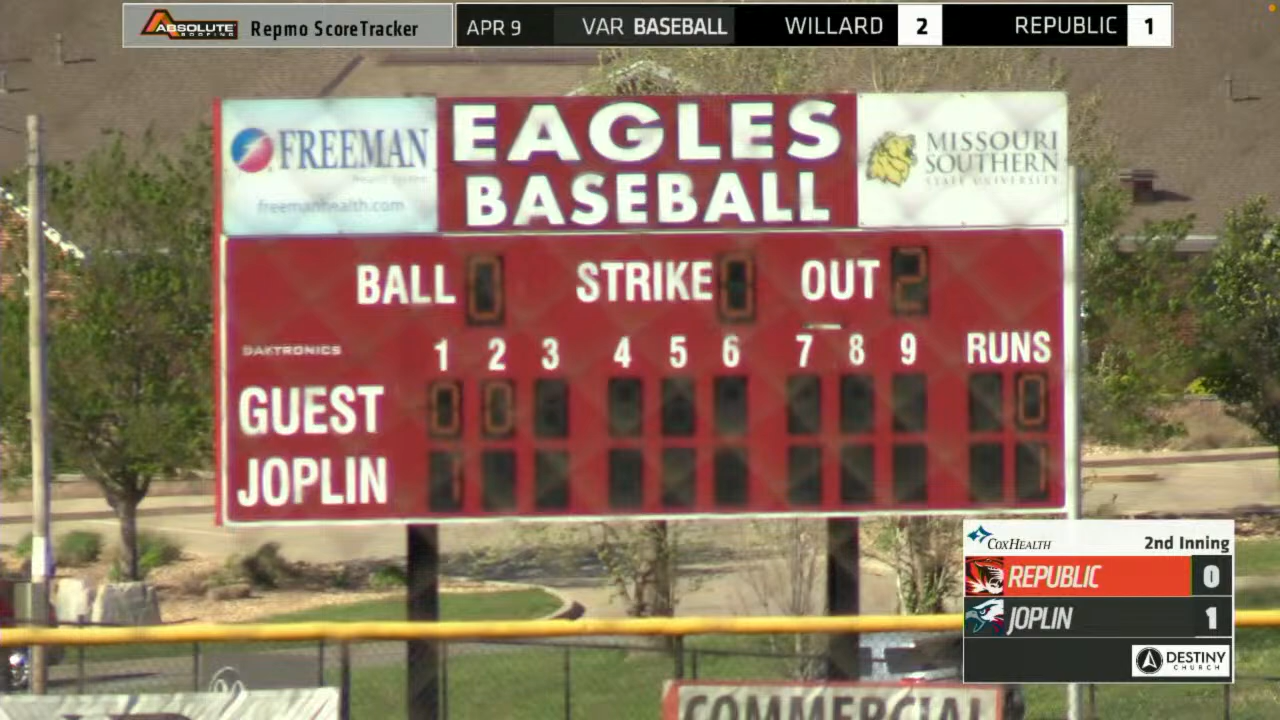 ABSOLUTE
ROOFING
Repmo ScoreTracker
APR 9 VAR BASEBALL WILLARD 2 REPUBLIC 1
FREEMAN
health system
freemanhealth.com
EAGLES
BASEBALL
MISSOURI
SOUTHERN
STATE UNIVERSITY
BALL 0 STRIKE 0 OUT 2
DAKTRONICS
1 2 3 4 5 6 7 8 9 RUNS
GUEST 0 0 0
JOPLIN 1 1
COXHEALTH 2nd Inning
REPUBLIC 0
JOPLIN 1
DESTINY
CHURCH
COMMERCIAL